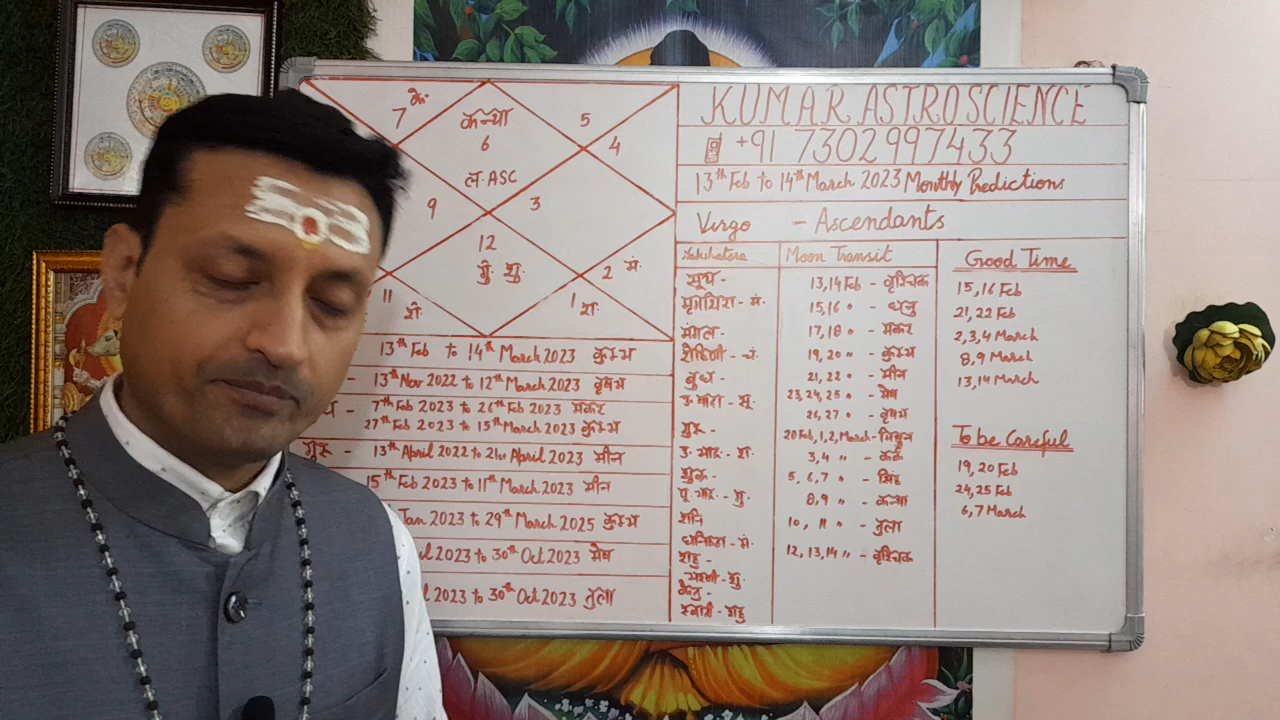 KUMAR ASTROSCIENCE
+91 7302997433
13th Feb to 14th March 2023 Monthly Predictions
Virgo - Ascendants
7 के.
कन्या
6
ल. ASC
5
4
9
3
12
गु. शु.
2 मं.
11
श.
1 रा.
13th Feb to 14th March 2023 कुम्भ
- 13th Nov 2022 to 12th March 2023 वृषभ
- 7th Feb 2023 to 26th Feb 2023 मकर
27th Feb 2023 to 15th March 2023 कुम्भ
गुरू - 13th April 2022 to 21st April 2023 मीन
15th Feb 2023 to 11th March 2023 मीन
Jan 2023 to 29th March 2025 कुम्भ
2023 to 30th Oct 2023 मेष
2023 to 30th Oct 2023 तुला
Nakshatera
सूर्य -
मंगल -
रोहिणी - चं.
बुध -
उ. षाढा - सू
गुरू -
उ. भाद्र - श.
शुक्र -
पू. भाद्र - गु.
शनि
धनिष्ठा - मं.
राहु -
भरणी - शु.
केतु -
स्वाती - राहु
Moon Transit
13,14 Feb - वृश्चिक
15,16 " - धनु
17,18 " - मकर
19, 20 " - कुम्भ
21, 22 " - मीन
23, 24, 25 " - मेष
26, 27 " - वृषभ
28 Feb, 1, 2, March - मिथुन
3, 4 " - कर्क
5, 6, 7 " - सिंह
8, 9 " - कन्या
10, 11 " - तुला
12, 13, 14 " - वृश्चिक
Good Time
15, 16 Feb
21, 22 Feb
2, 3, 4 March
8, 9 March
13, 14 March
To be Careful
19, 20 Feb
24, 25 Feb
6, 7 March